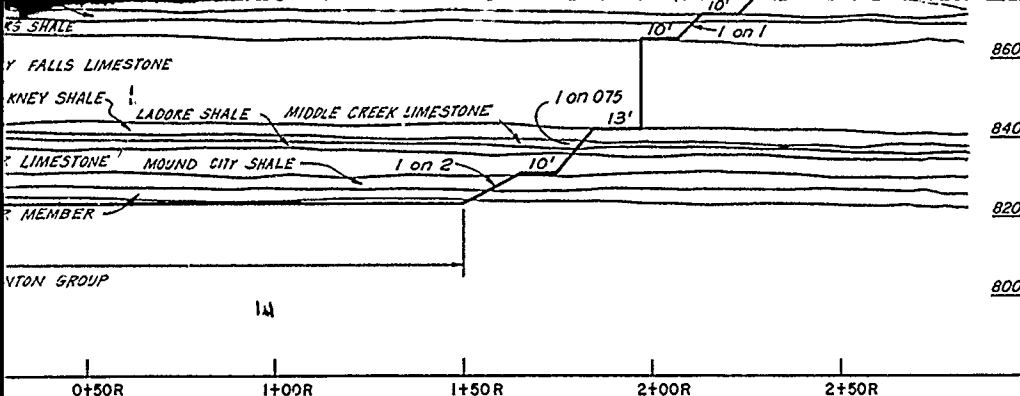 10'
KS SHALE
10'
1 on 1
860
Y FALLS LIMESTONE
KNEY SHALE
LADORE SHALE
MIDDLE CREEK LIMESTONE
1 on 075
13'
840
LIMESTONE
MOUND CITY SHALE
1 on 2
10'
R MEMBER
820
NTON GROUP
800
0+50R
1+00R
1+50R
2+00R
2+50R